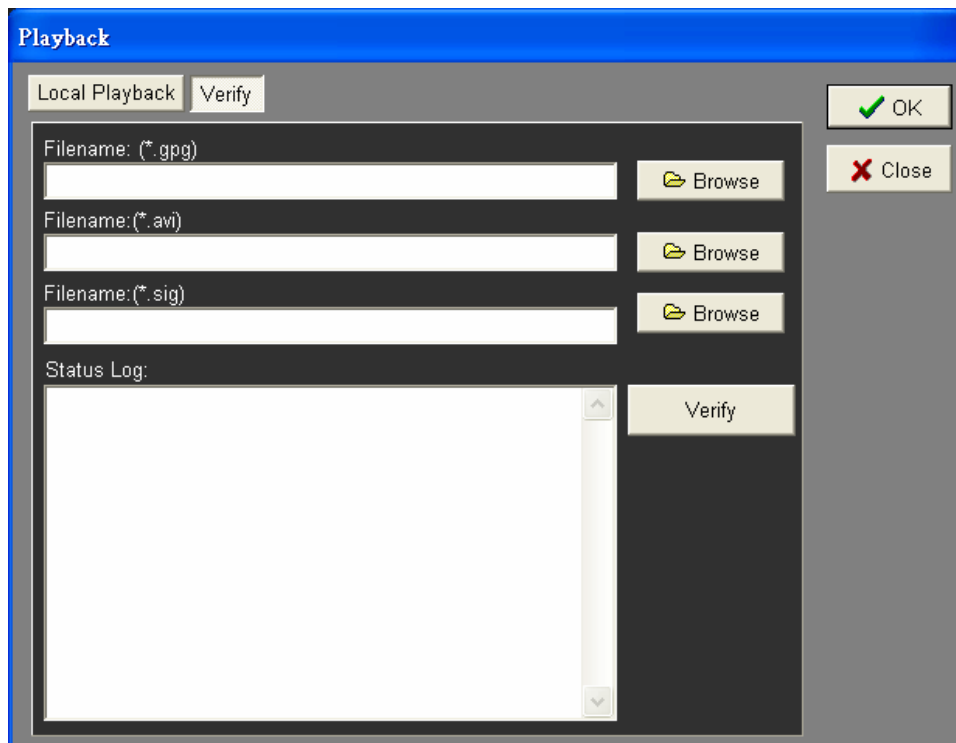 Playback
Local Playback
Verify
OK
Close
Filename: (*.gpg)
Browse
Filename:(*.avi)
Browse
Filename:(*.sig)
Browse
Status Log:
Verify